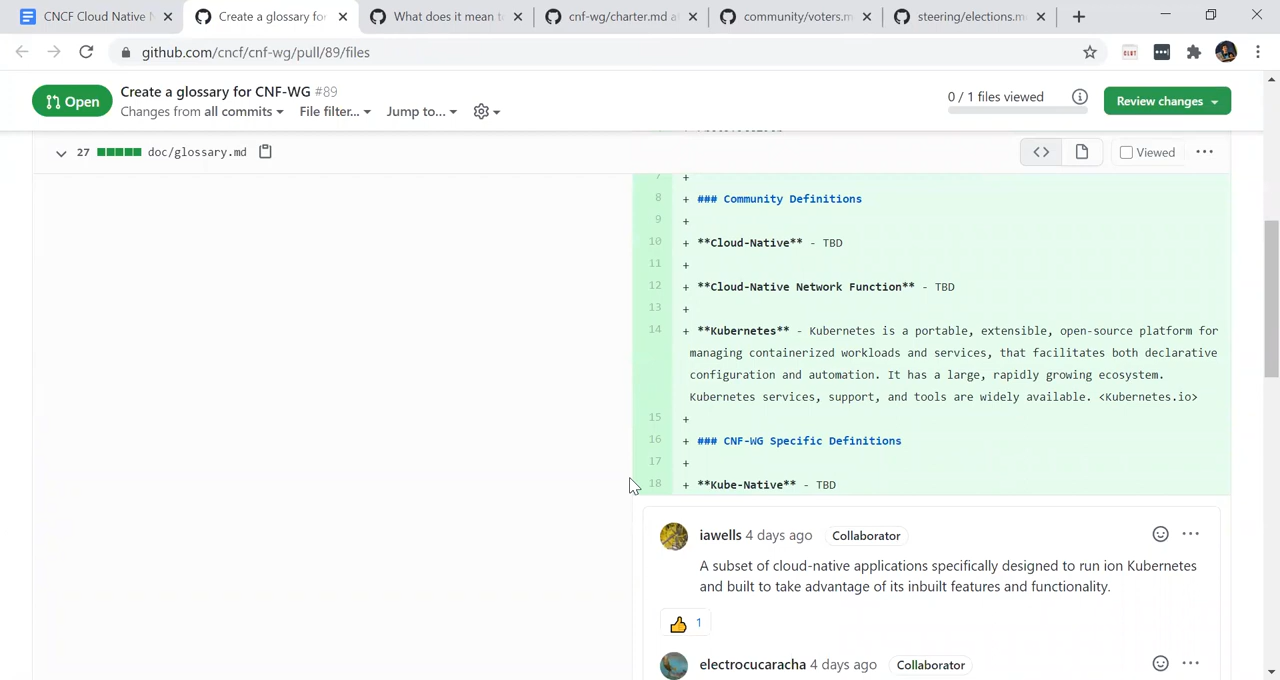 CNCF Cloud Native
Create a glossary fo
What does it mean t
cnf-wg/charter.md a
community/voters.m
steering/elections.m
github.com/cncf/cnf-wg/pull/89/files
Open
Create a glossary for CNF-WG #89
Changes from all commits
File filter...
Jump to...
0 / 1 files viewed
Review changes
27 doc/glossary.md
Viewed
7 +
8 + ### Community Definitions
9 +
10 + **Cloud-Native** - TBD
11 +
12 + **Cloud-Native Network Function** - TBD
13 +
14 + **Kubernetes** - Kubernetes is a portable, extensible, open-source platform for
managing containerized workloads and services, that facilitates both declarative
configuration and automation. It has a large, rapidly growing ecosystem.
Kubernetes services, support, and tools are widely available. <Kubernetes.io>
15 +
16 + ### CNF-WG Specific Definitions
17 +
18 + **Kube-Native** - TBD
iawells 4 days ago Collaborator
A subset of cloud-native applications specifically designed to run ion Kubernetes
and built to take advantage of its inbuilt features and functionality.
1
electrocucaracha 4 days ago Collaborator